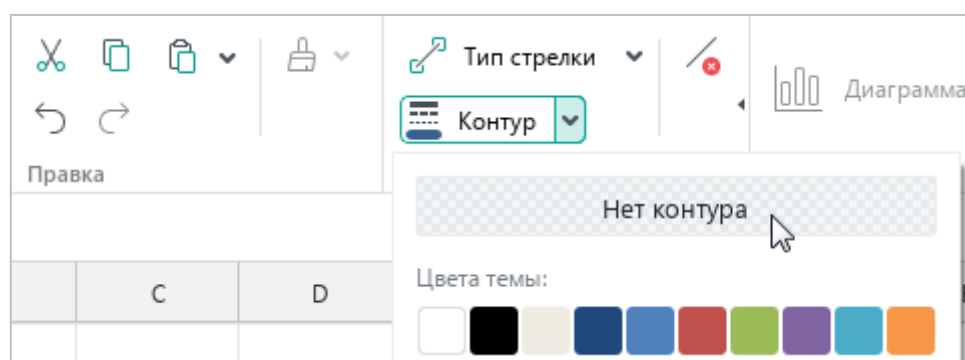 Тип стрелки
Диаграмма
Контур
Правка
Нет контура
Цвета темы:
C D